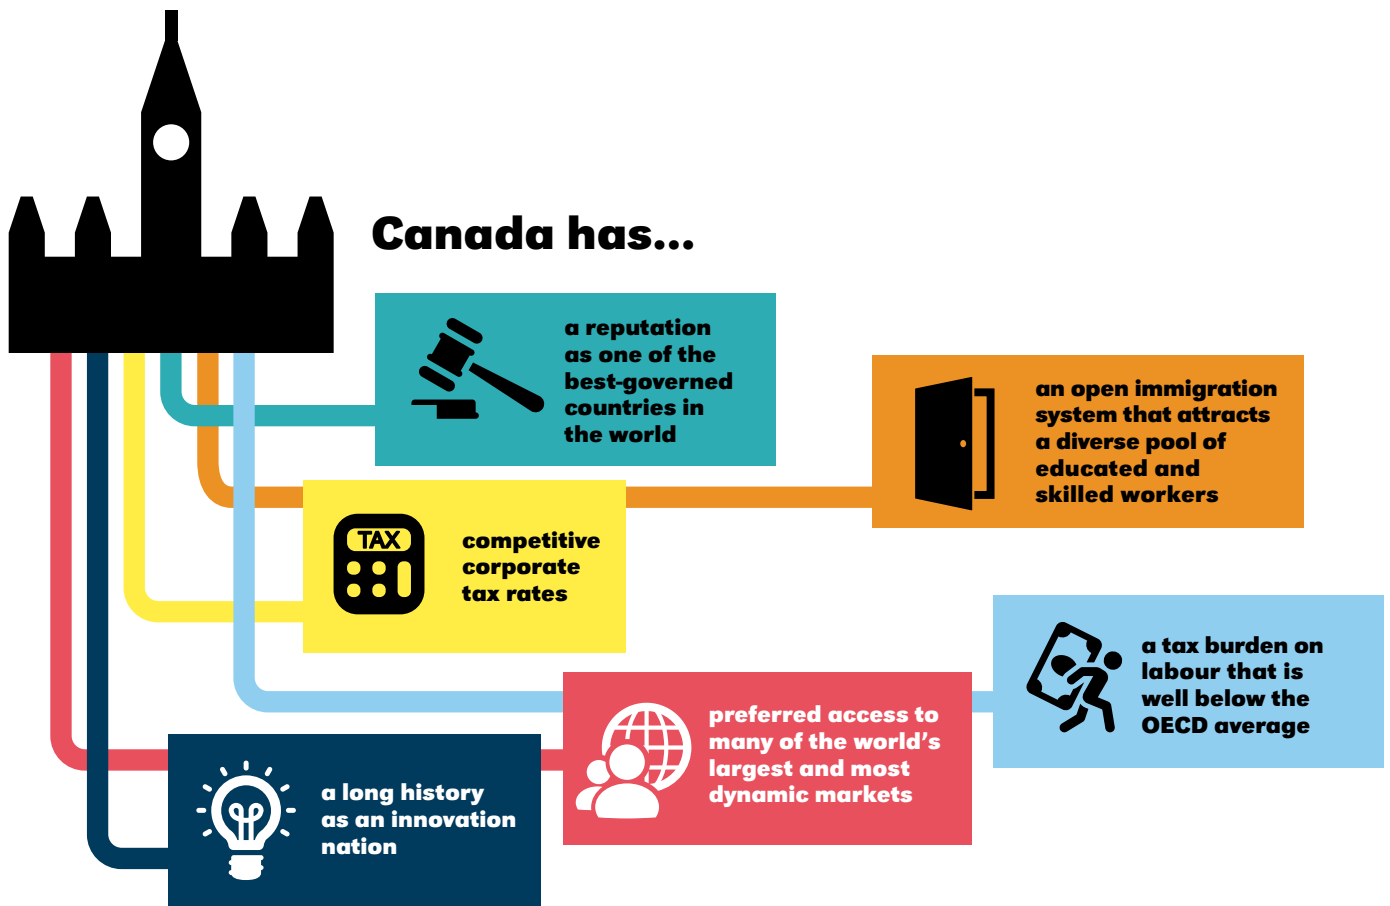 Canada has...
a reputation
as one of the
best-governed
countries in
the world
an open immigration
system that attracts
a diverse pool of
educated and
skilled workers
TAX
competitive
corporate
tax rates
a tax burden on
labour that is
well below the
OECD average
preferred access to
many of the world's
largest and most
dynamic markets
a long history
as an innovation
nation